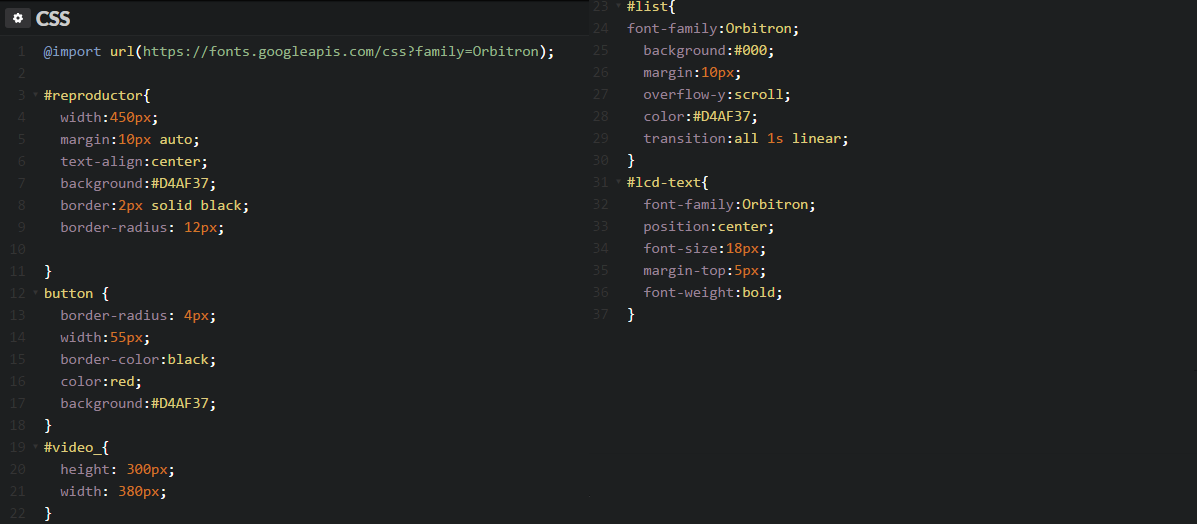 CSS
1 @import url(https://fonts.googleapis.com/css?family=Orbitron);
2
3 #reproductor{
4 width:450px;
5 margin:10px auto;
6 text-align:center;
7 background:#D4AF37;
8 border:2px solid black;
9 border-radius: 12px;
10
11 }
12 button {
13 border-radius: 4px;
14 width:55px;
15 border-color:black;
16 color:red;
17 background:#D4AF37;
18 }
19 #video_{
20 height: 300px;
21 width: 380px;
22 }
23 #list{
24 font-family:Orbitron;
25 background:#000;
26 margin:10px;
27 overflow-y:scroll;
28 color:#D4AF37;
29 transition:all 1s linear;
30 }
31 #lcd-text{
32 font-family:Orbitron;
33 position:center;
34 font-size:18px;
35 margin-top:5px;
36 font-weight:bold;
37 }